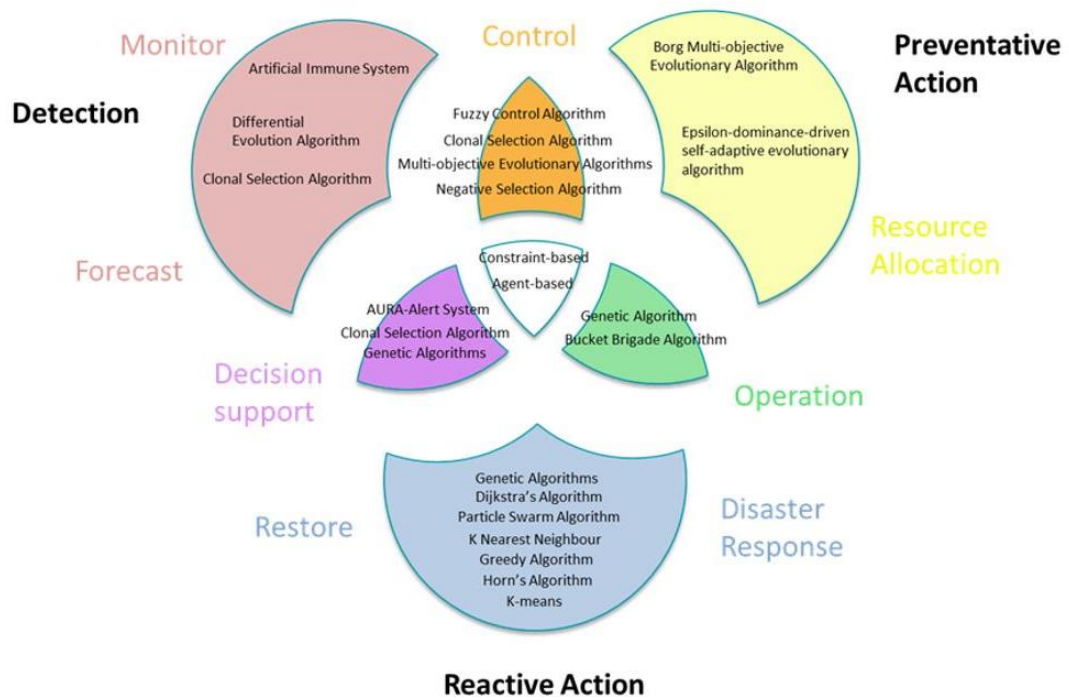 Monitor
Control
Preventative
Action
Detection
Artificial Immune System
Differential
Evolution Algorithm
Clonal Selection Algorithm
Forecast
Fuzzy Control Algorithm
Clonal Selection Algorithm
Multi-objective Evolutionary Algorithms
Negative Selection Algorithm
Borg Multi-objective
Evolutionary Algorithm
Epsilon-dominance-driven
self-adaptive evolutionary
algorithm
Resource
Allocation
Constraint-based
Agent-based
AURA-Alert System
Clonal Selection Algorithm
Genetic Algorithms
Decision
support
Genetic Algorithm
Bucket Brigade Algorithm
Operation
Restore
Genetic Algorithms
Dijkstra's Algorithm
Particle Swarm Algorithm
K Nearest Neighbour
Greedy Algorithm
Horn's Algorithm
K-means
Disaster
Response
Reactive Action